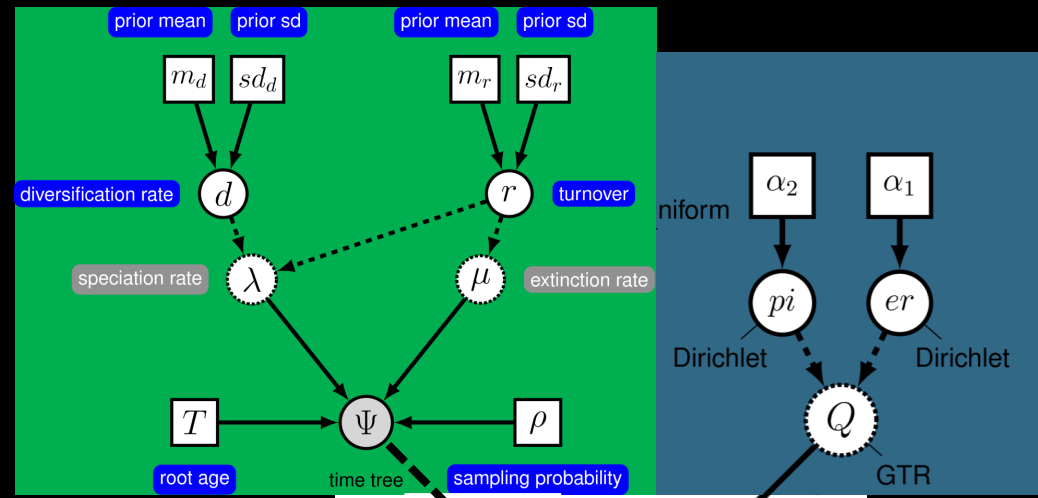 prior mean prior sd prior mean prior sd
m_d sd_d m_r sd_r
α_2 α_1
diversification rate d r turnover
niform
speciation rate λ μ extinction rate
pi er
Dirichlet Dirichlet
T Ψ ρ
Q
root age time tree sampling probability
GTR